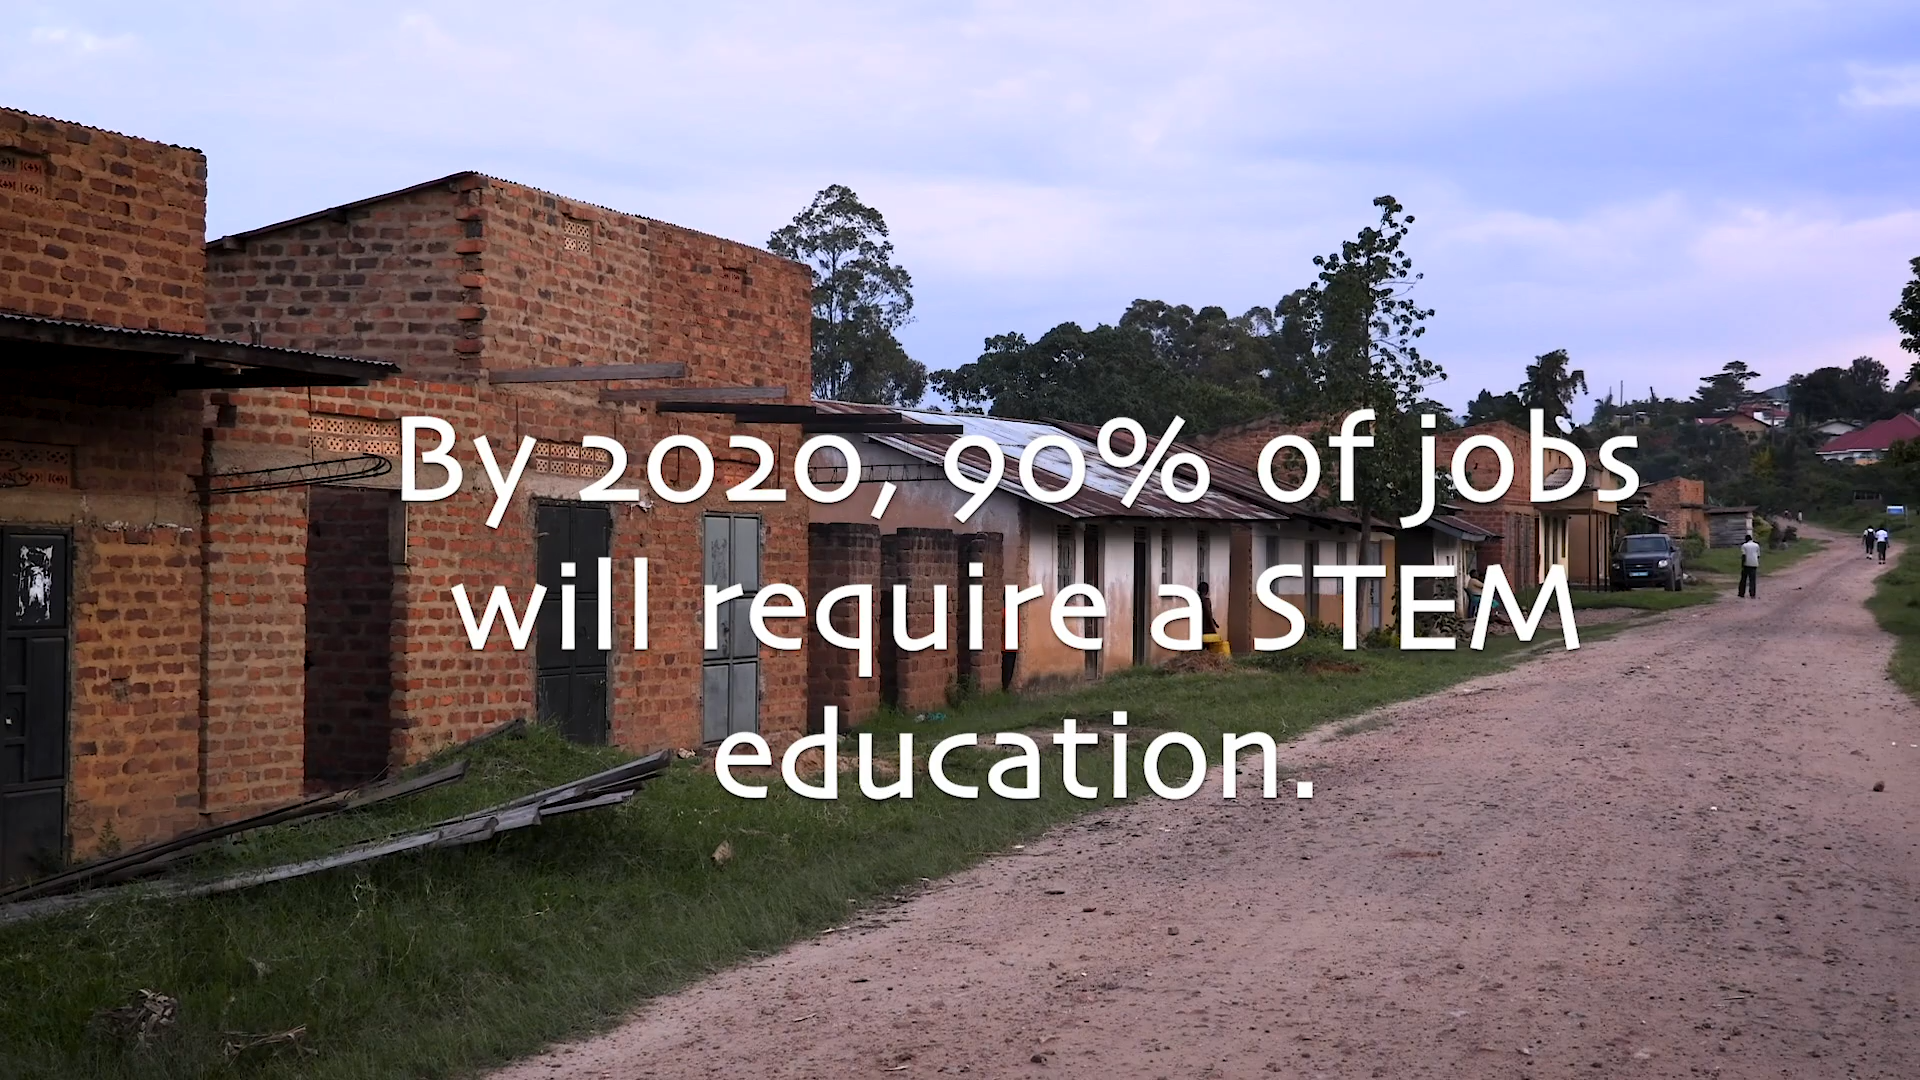 By 2020, 90% of jobs
will require a STEM
education.